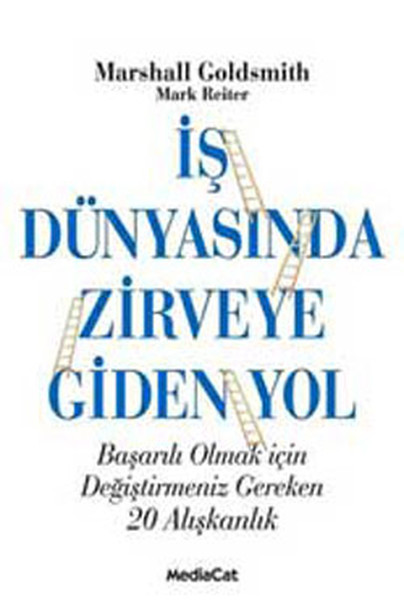 Marshall Goldsmith
Mark Reiter
İŞ
DÜNYASINDA
ZİRVEYE
GİDEN YOL
Başarılı Olmak için
Değiştirmeniz Gereken
20 Alışkanlık
MediaCat